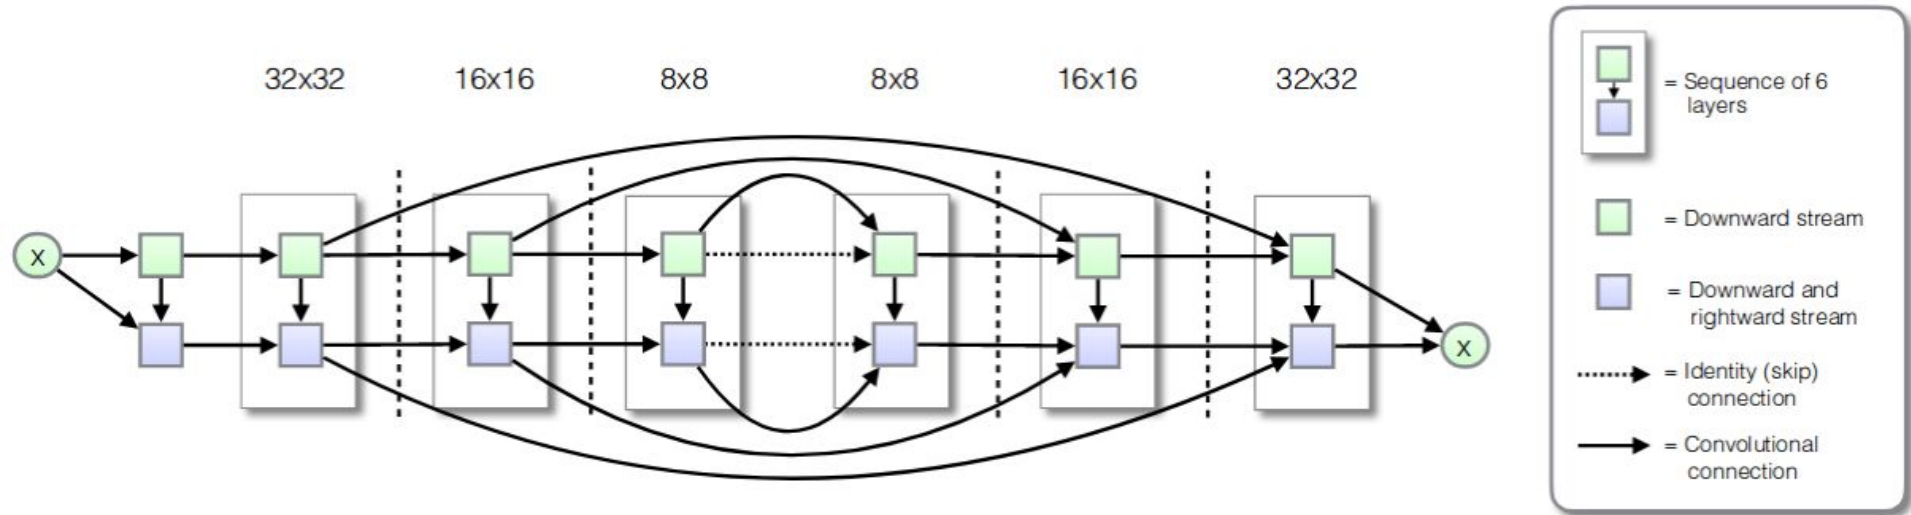 32x32
16x16
8x8
8x8
16x16
32x32
x
x
= Sequence of 6
layers
= Downward stream
= Downward and
rightward stream
= Identity (skip)
connection
= Convolutional
connection